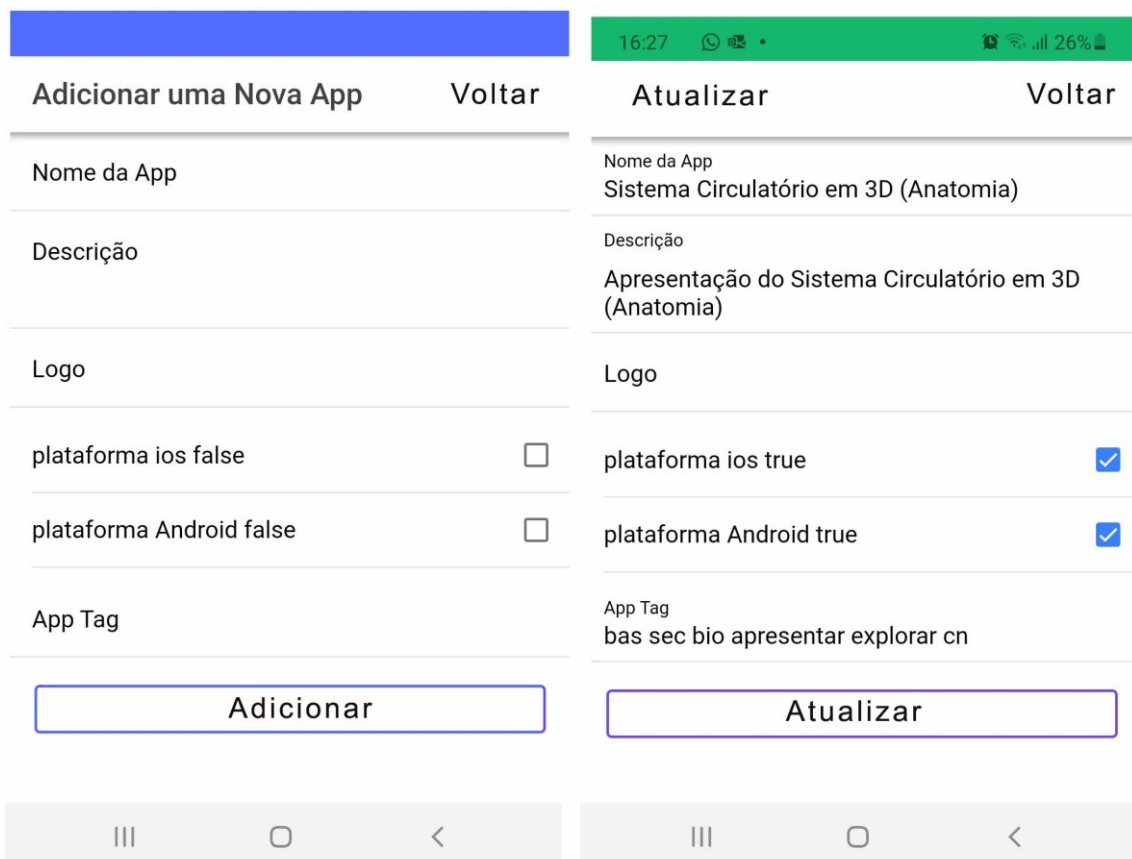 Adicionar uma Nova App Voltar
Nome da App
Descrição
Logo
plataforma ios false
plataforma Android false
App Tag
Adicionar
16:27 26%
Atualizar Voltar
Nome da App
Sistema Circulatório em 3D (Anatomia)
Descrição
Apresentação do Sistema Circulatório em 3D
(Anatomia)
Logo
plataforma ios true
plataforma Android true
App Tag
bas sec bio apresentar explorar cn
Atualizar